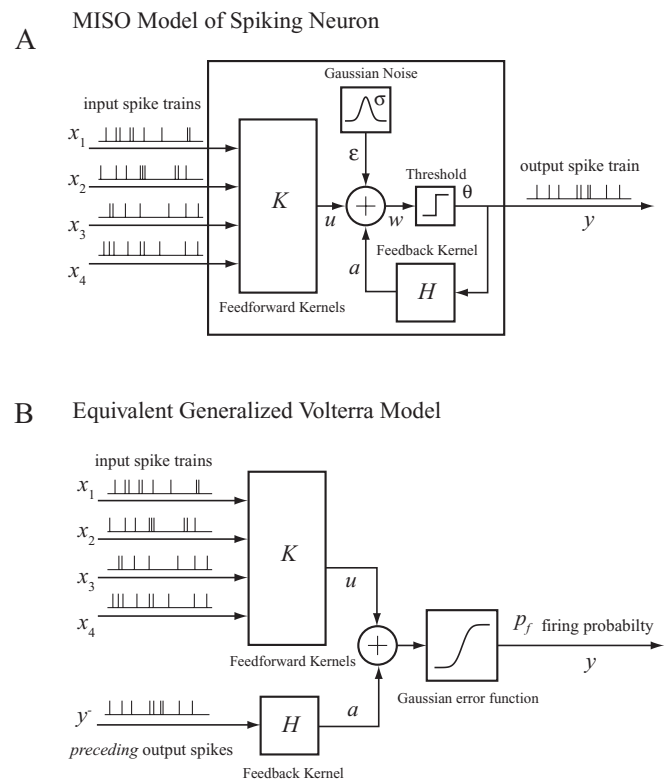 A
MISO Model of Spiking Neuron
input spike trains
x1
x2
x3
x4
K
Feedforward Kernels
u
Gaussian Noise
σ
ε
+
w
a
Threshold
θ
Feedback Kernel
H
output spike train
y
B
Equivalent Generalized Volterra Model
input spike trains
x1
x2
x3
x4
K
Feedforward Kernels
u
+
a
y-
preceding output spikes
H
Feedback Kernel
Gaussian error function
pf firing probabilty
y